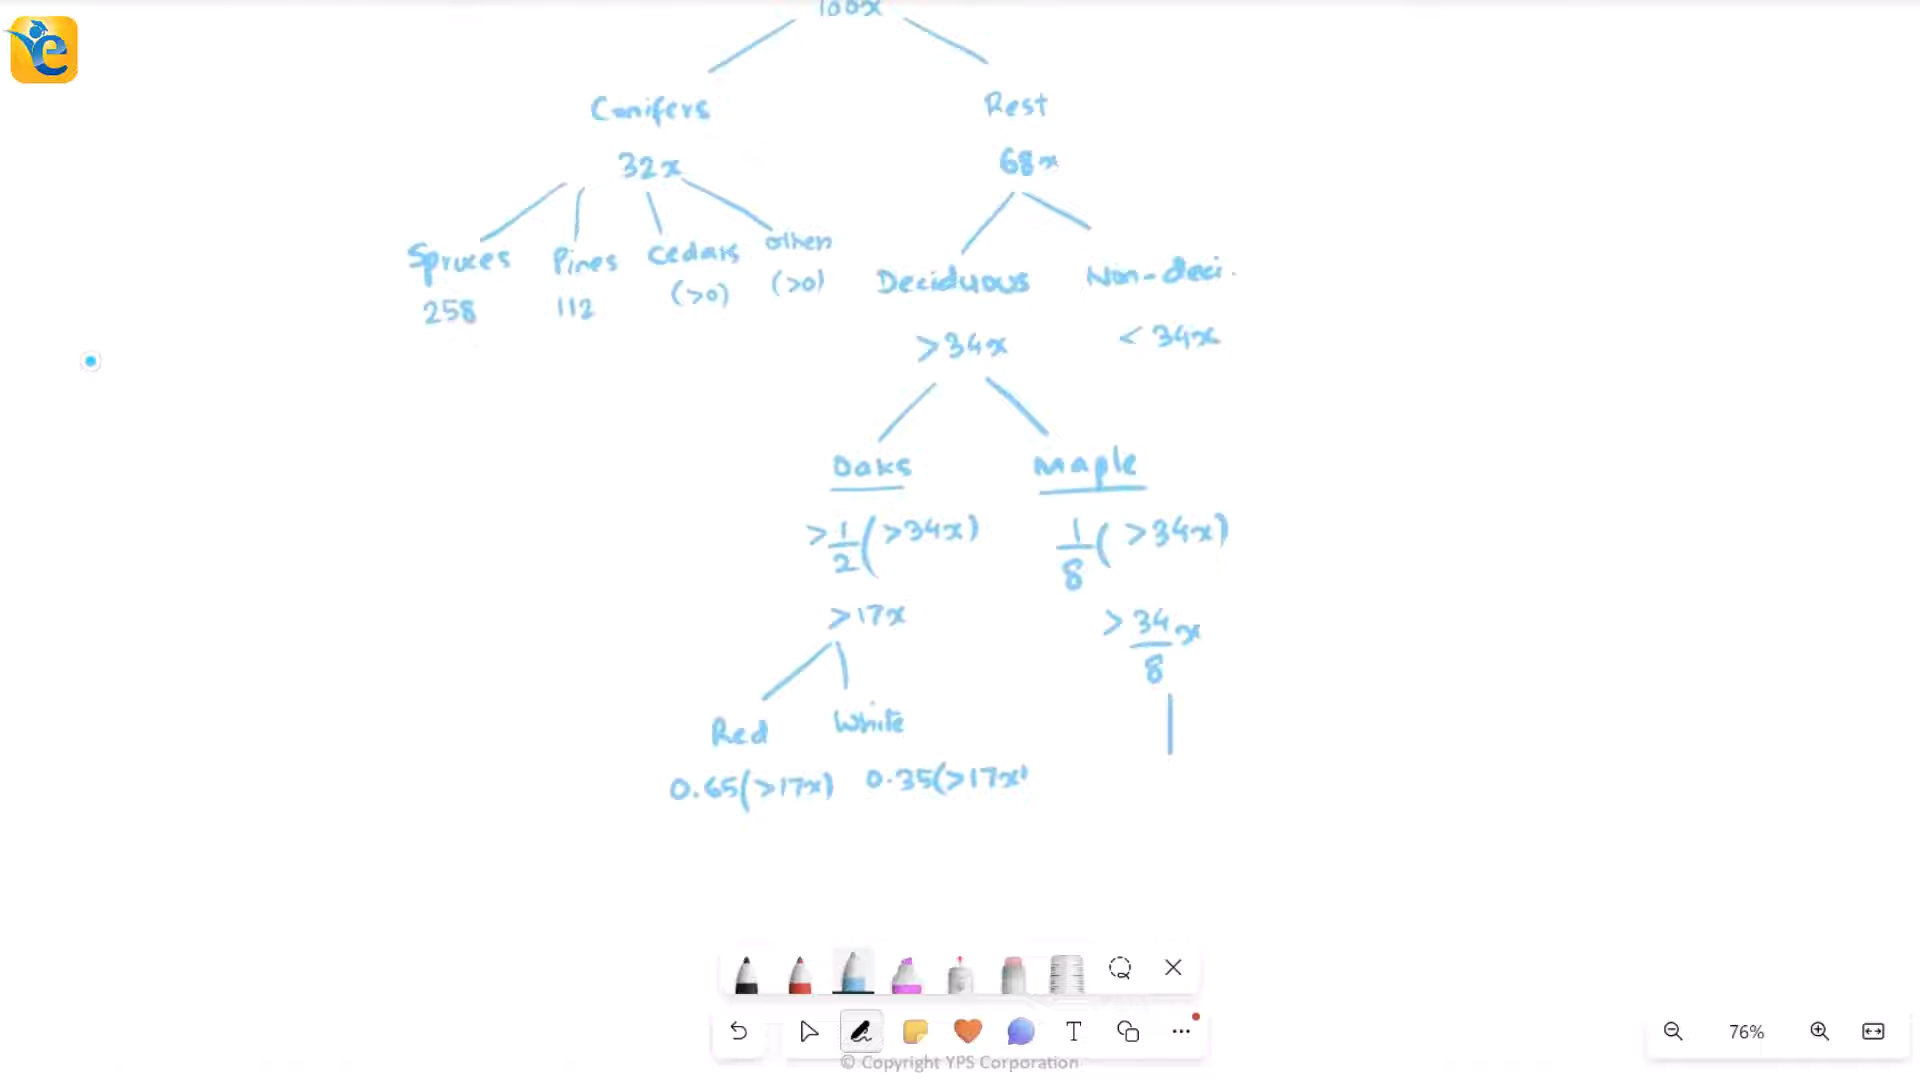 100x
Conifers Rest
32x 68x
Spruces Pines Cedars others Deciduous Non-deci.
258 112 (>0) (>0)
>34x < 34x
Oaks Maple
>1/2(>34x) 1/8(>34x)
>17x >34/8 x
Red White
0.65(>17x) 0.35(>17x)
76%
© Copyright YPS Corporation